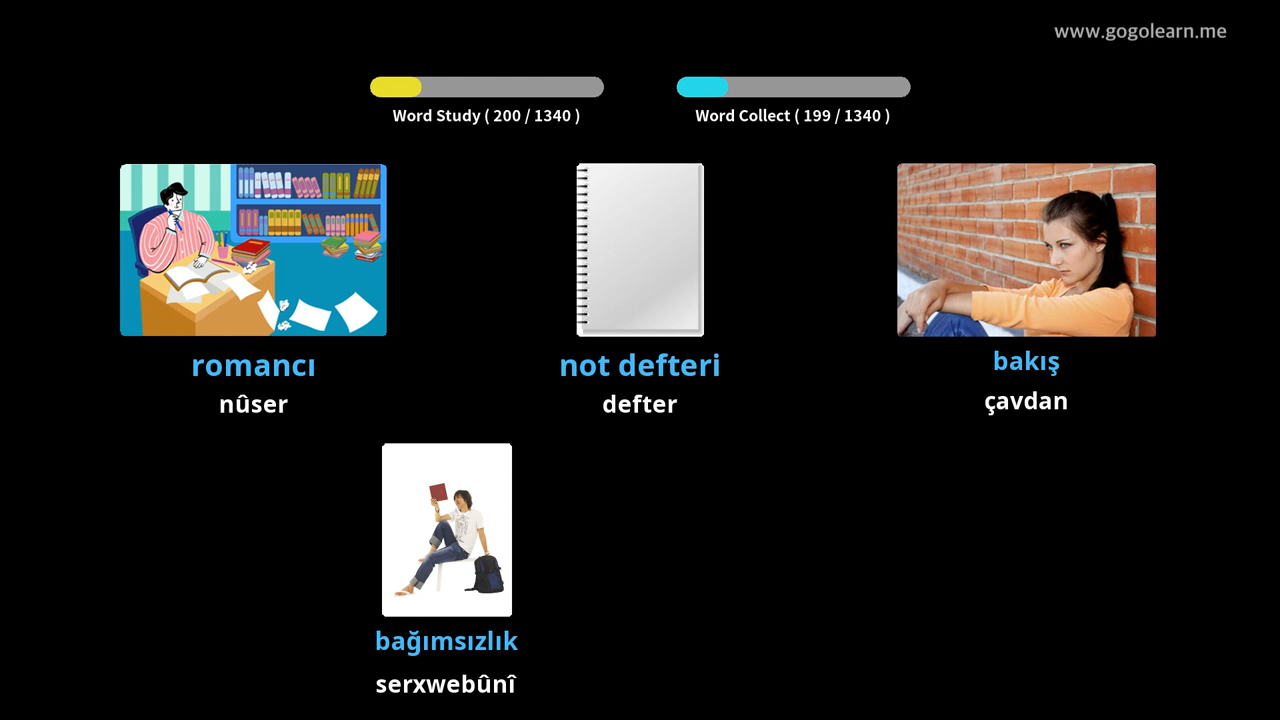 www.gogolearn.me
Word Study ( 200 / 1340 )
Word Collect ( 199 / 1340 )
romancı
nûser
not defteri
defter
bakış
çavdan
bağımsızlık
serxwebûnî